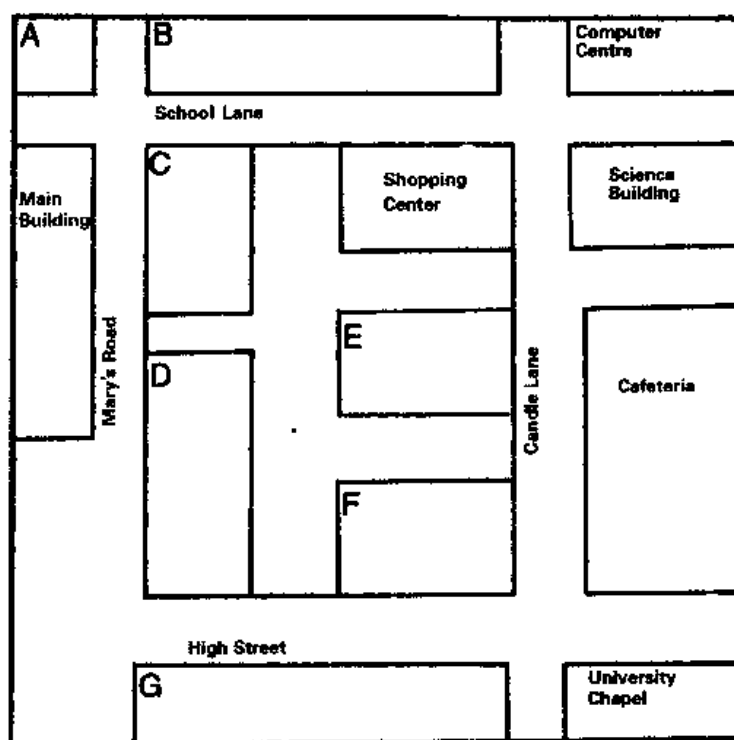 A
B
Computer
Centre
School Lane
C
Shopping
Center
Science
Building
Main
Building
Mary's Road
D
E
Candle Lane
Cafeteria
F
High Street
G
University
Chapel